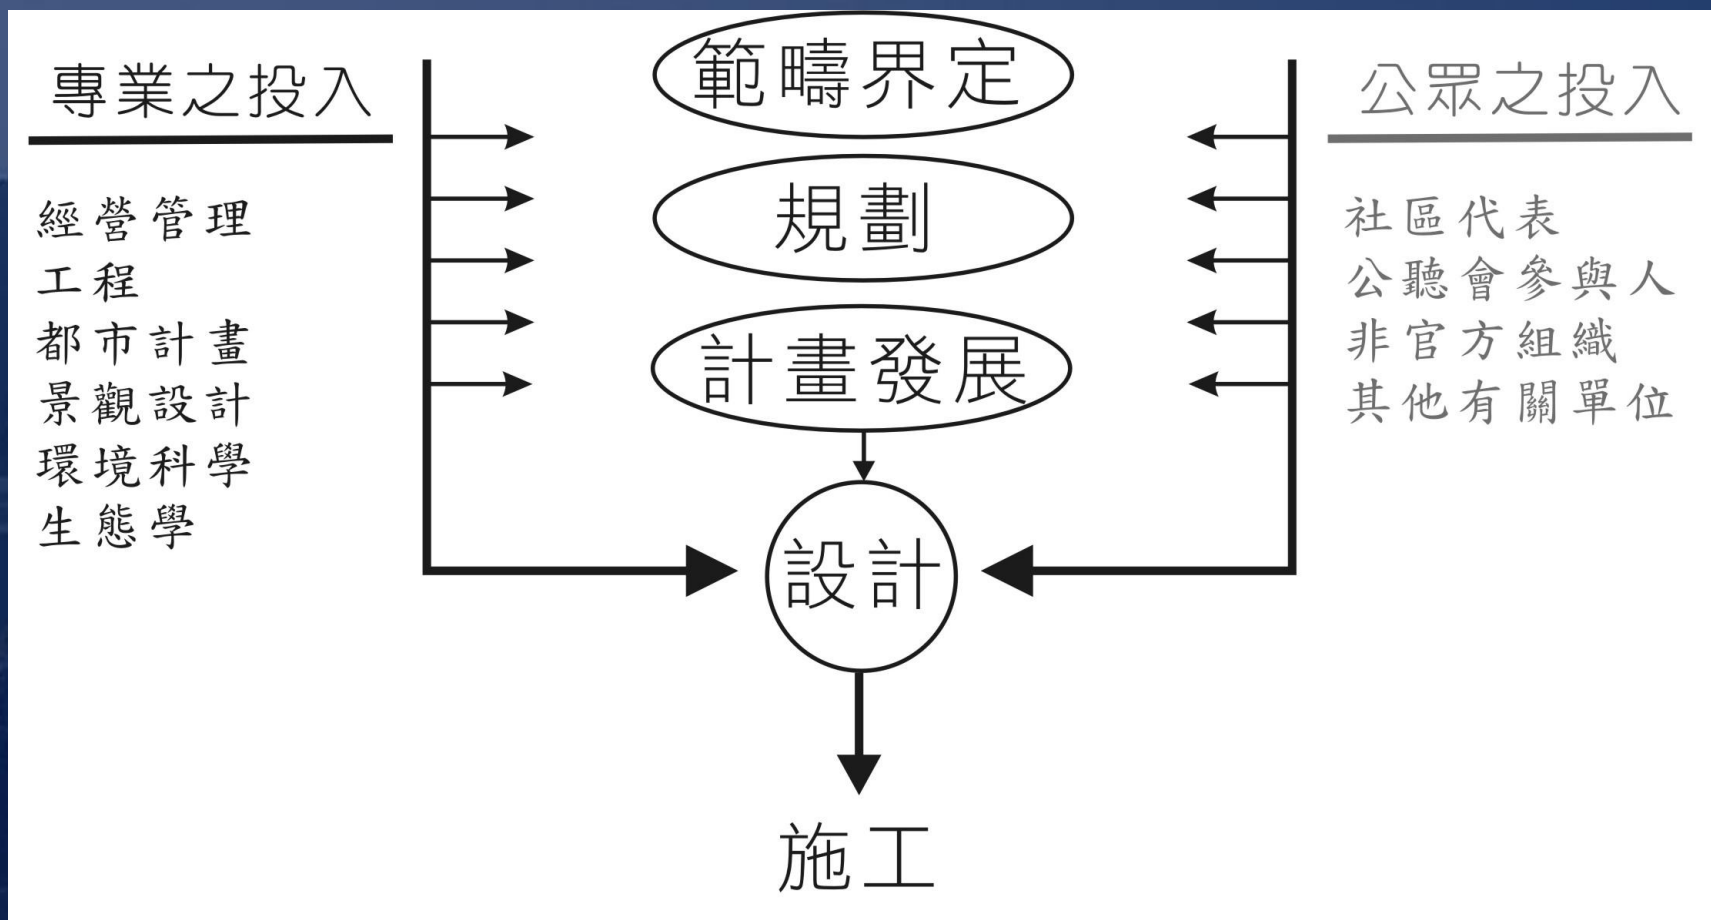 專業之投入
經營管理
工程
都市計畫
景觀設計
環境科學
生態學
範疇界定
規劃
計畫發展
設計
施工
公眾之投入
社區代表
公聽會參與人
非官方組織
其他有關單位